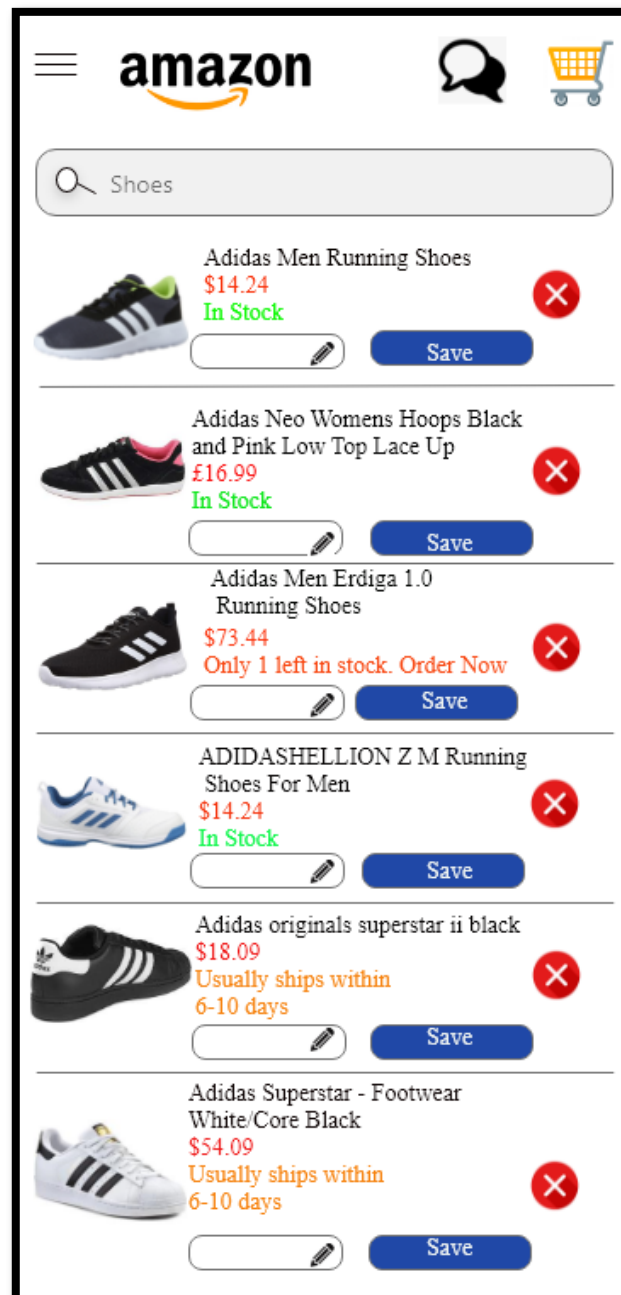 amazon
Shoes
Adidas Men Running Shoes
$14.24
In Stock
Save
Adidas Neo Womens Hoops Black
and Pink Low Top Lace Up
£16.99
In Stock
Save
Adidas Men Erdiga 1.0
Running Shoes
$73.44
Only 1 left in stock. Order Now
Save
ADIDASHELLION Z M Running
Shoes For Men
$14.24
In Stock
Save
Adidas originals superstar ii black
$18.09
Usually ships within
6-10 days
Save
Adidas Superstar - Footwear
White/Core Black
$54.09
Usually ships within
6-10 days
Save